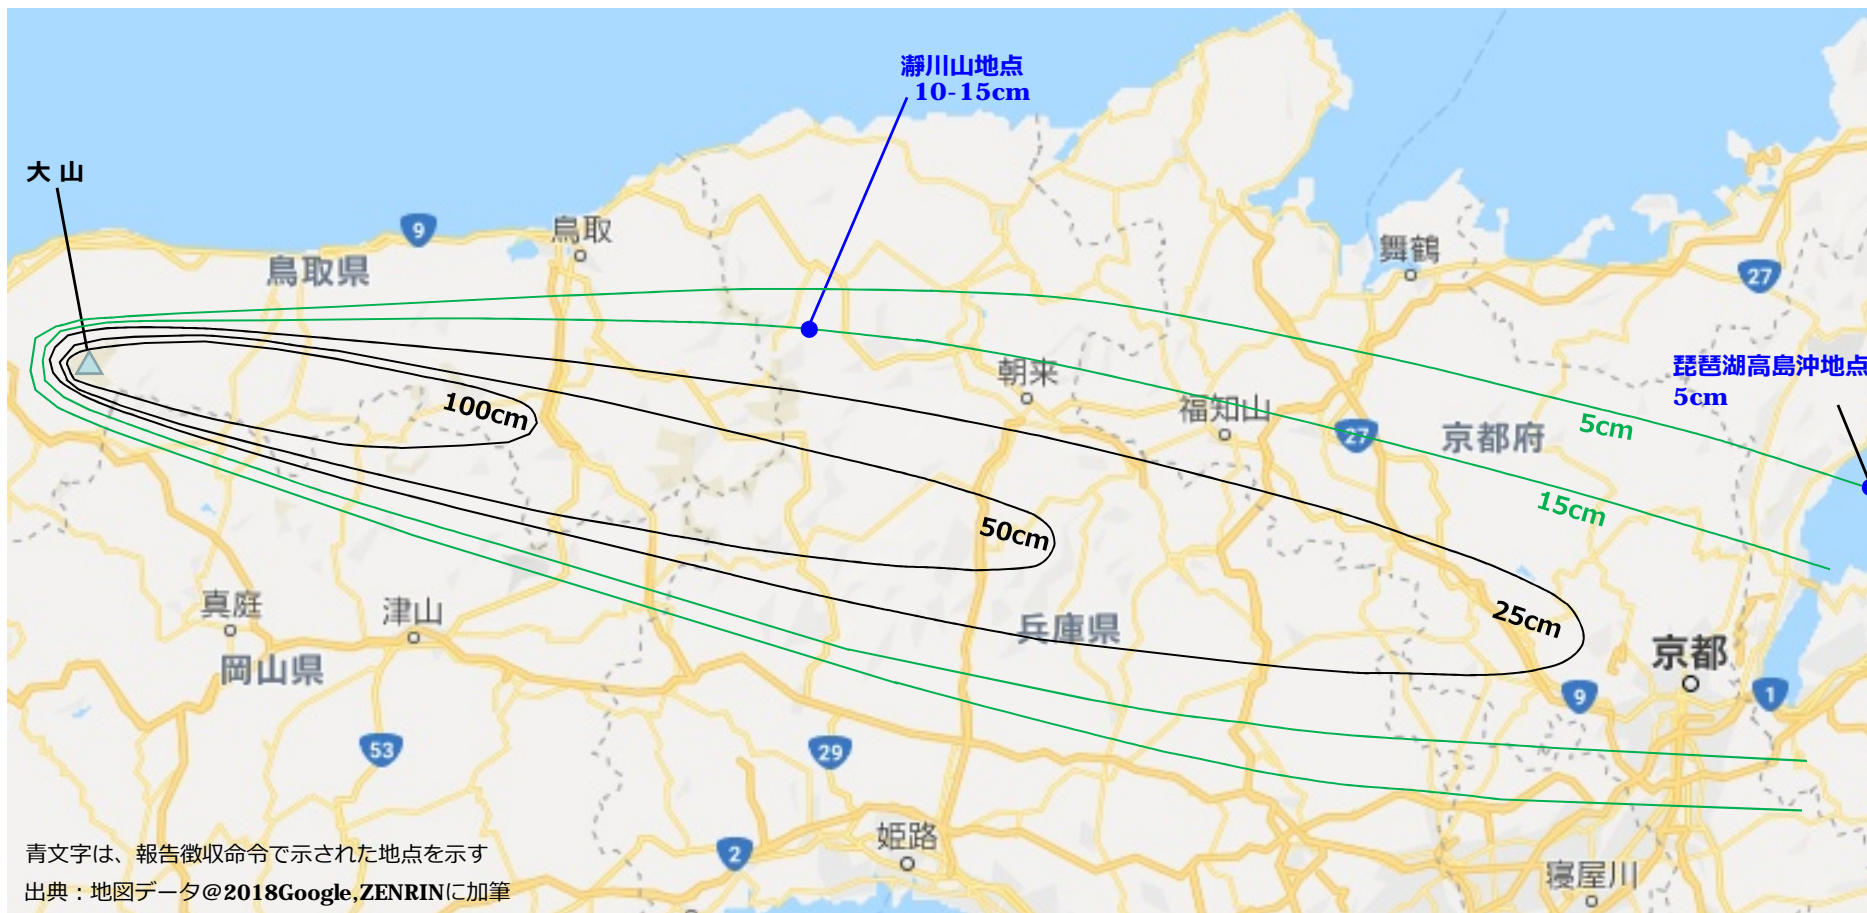 瀞川山地点
10-15cm
大 山
9
鳥取
舞鶴
鳥取県
27
琵琶湖高島沖地点
5cm
朝来
100cm
福知山
27
京都府
5cm
15cm
50cm
真庭
津山
25cm
兵庫県
京都
岡山県
9
1
53
29
2
姫路
青文字は、報告徴収命令で示された地点を示す
寝屋川
出典：地図データ@2018Google,ZENRINに加筆